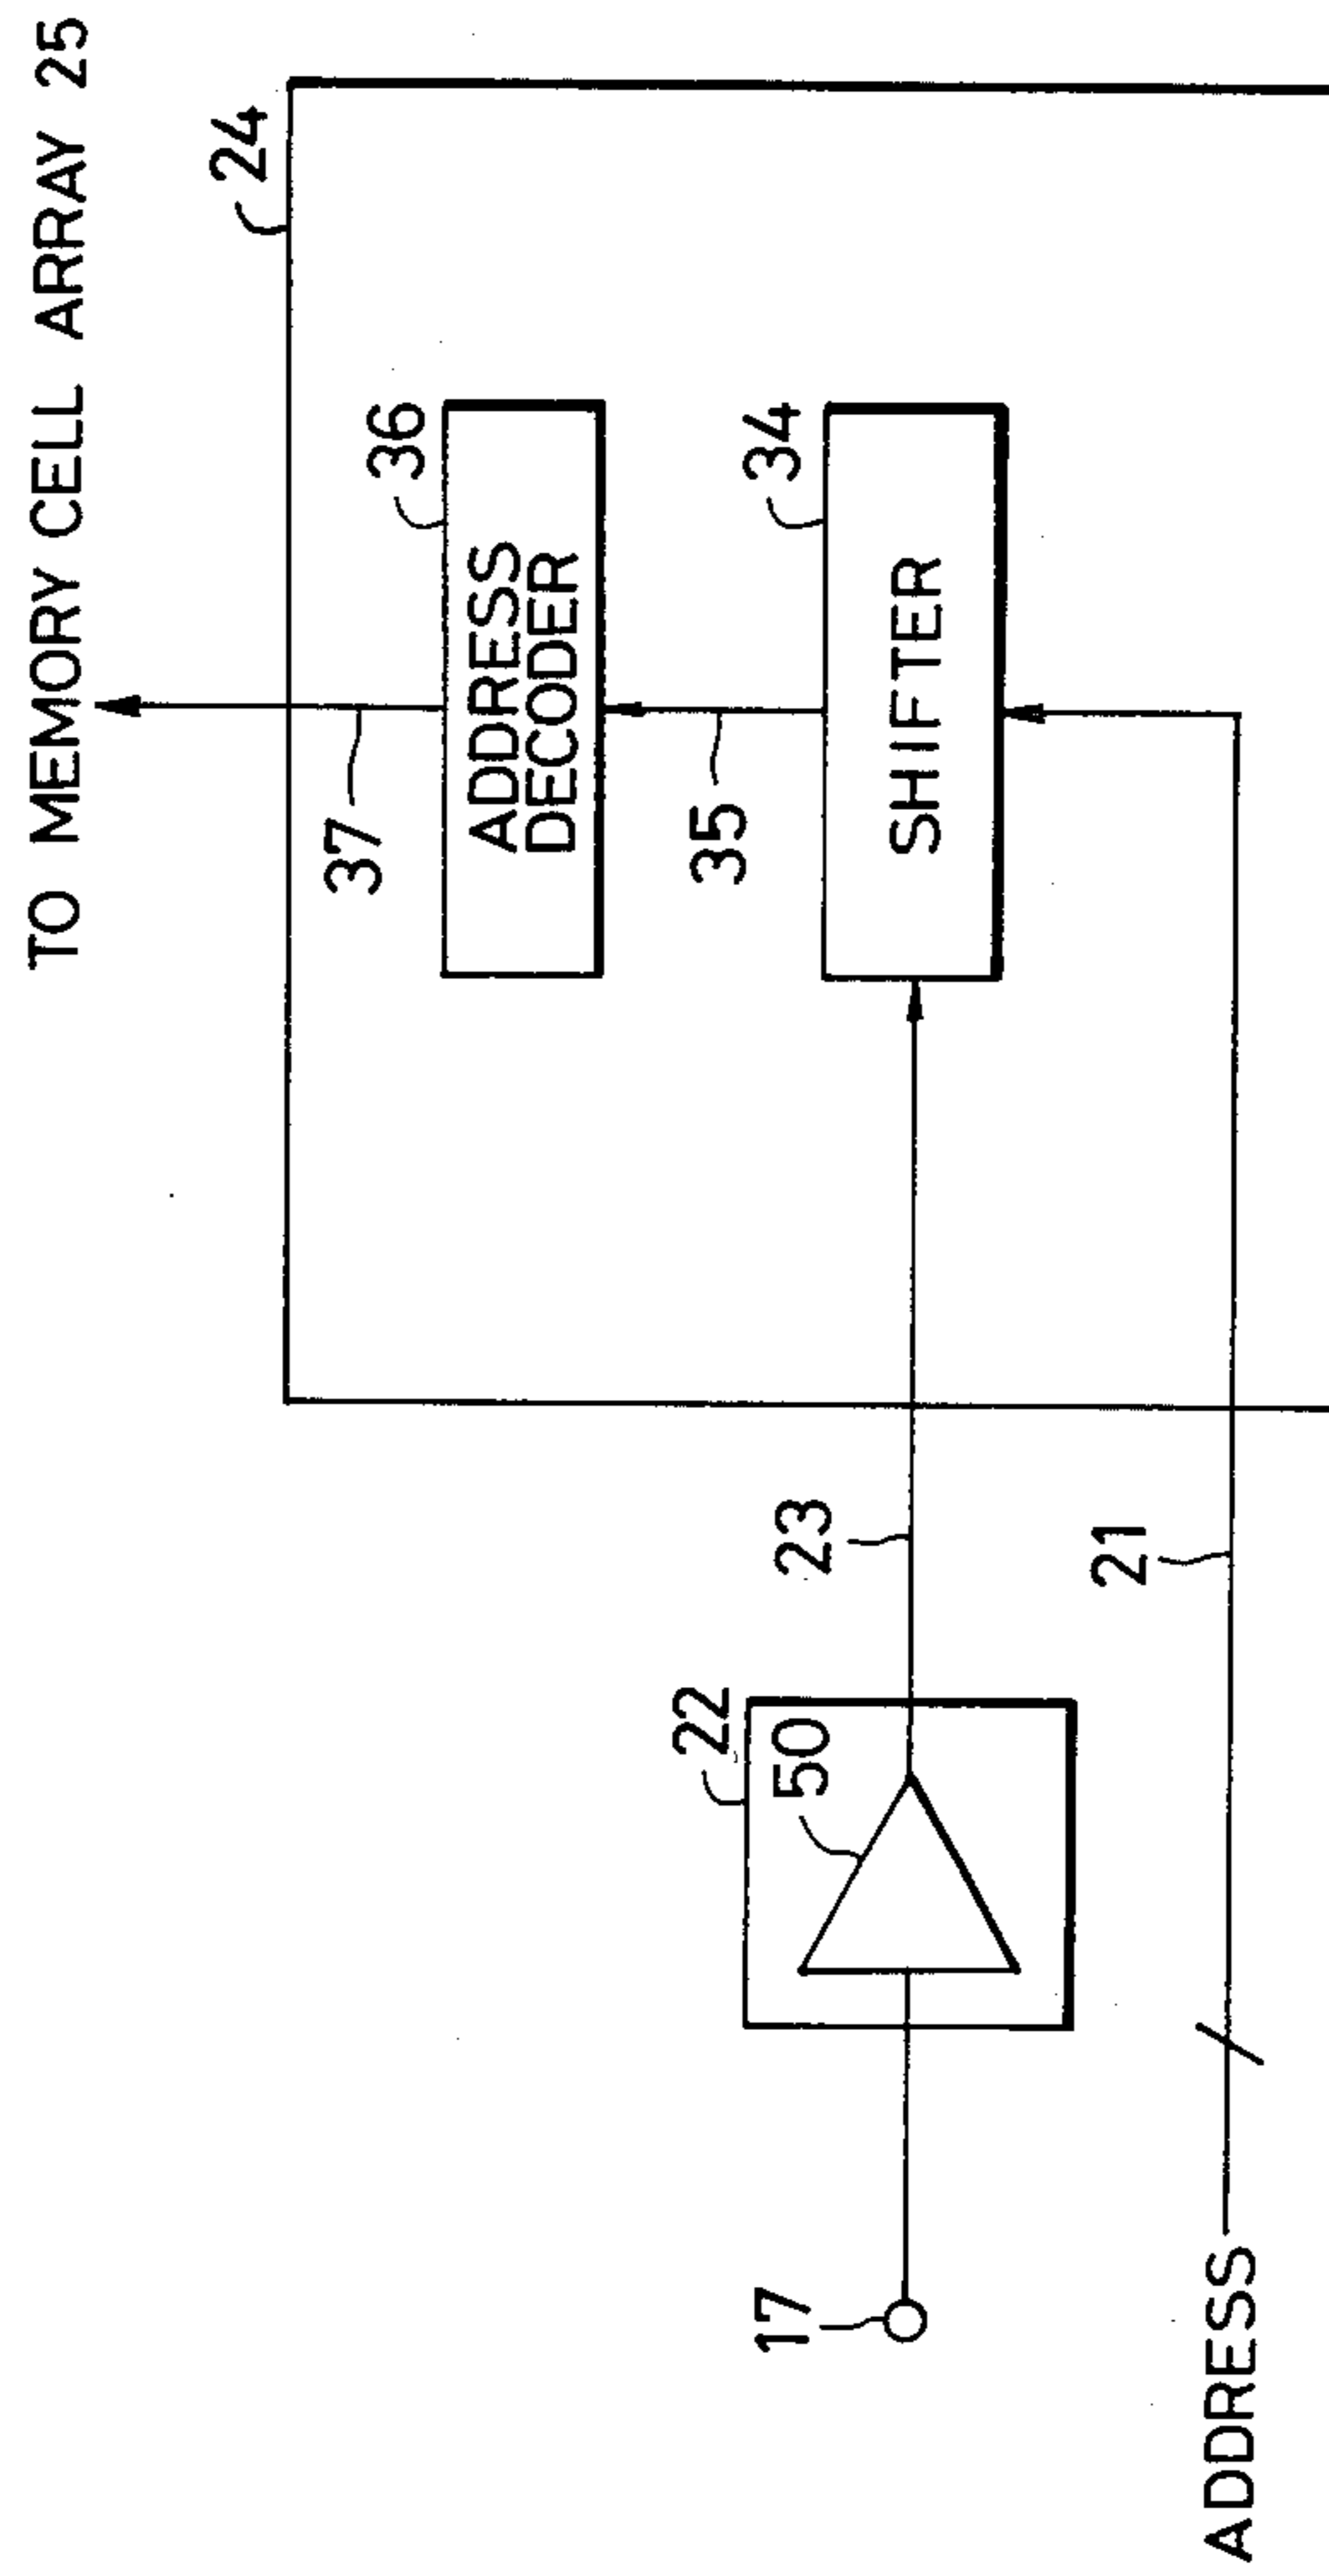 TO MEMORY CELL ARRAY 25
24
36
37
ADDRESS
DECODER
35
34
SHIFTER
22
50
23
17
21
ADDRESS